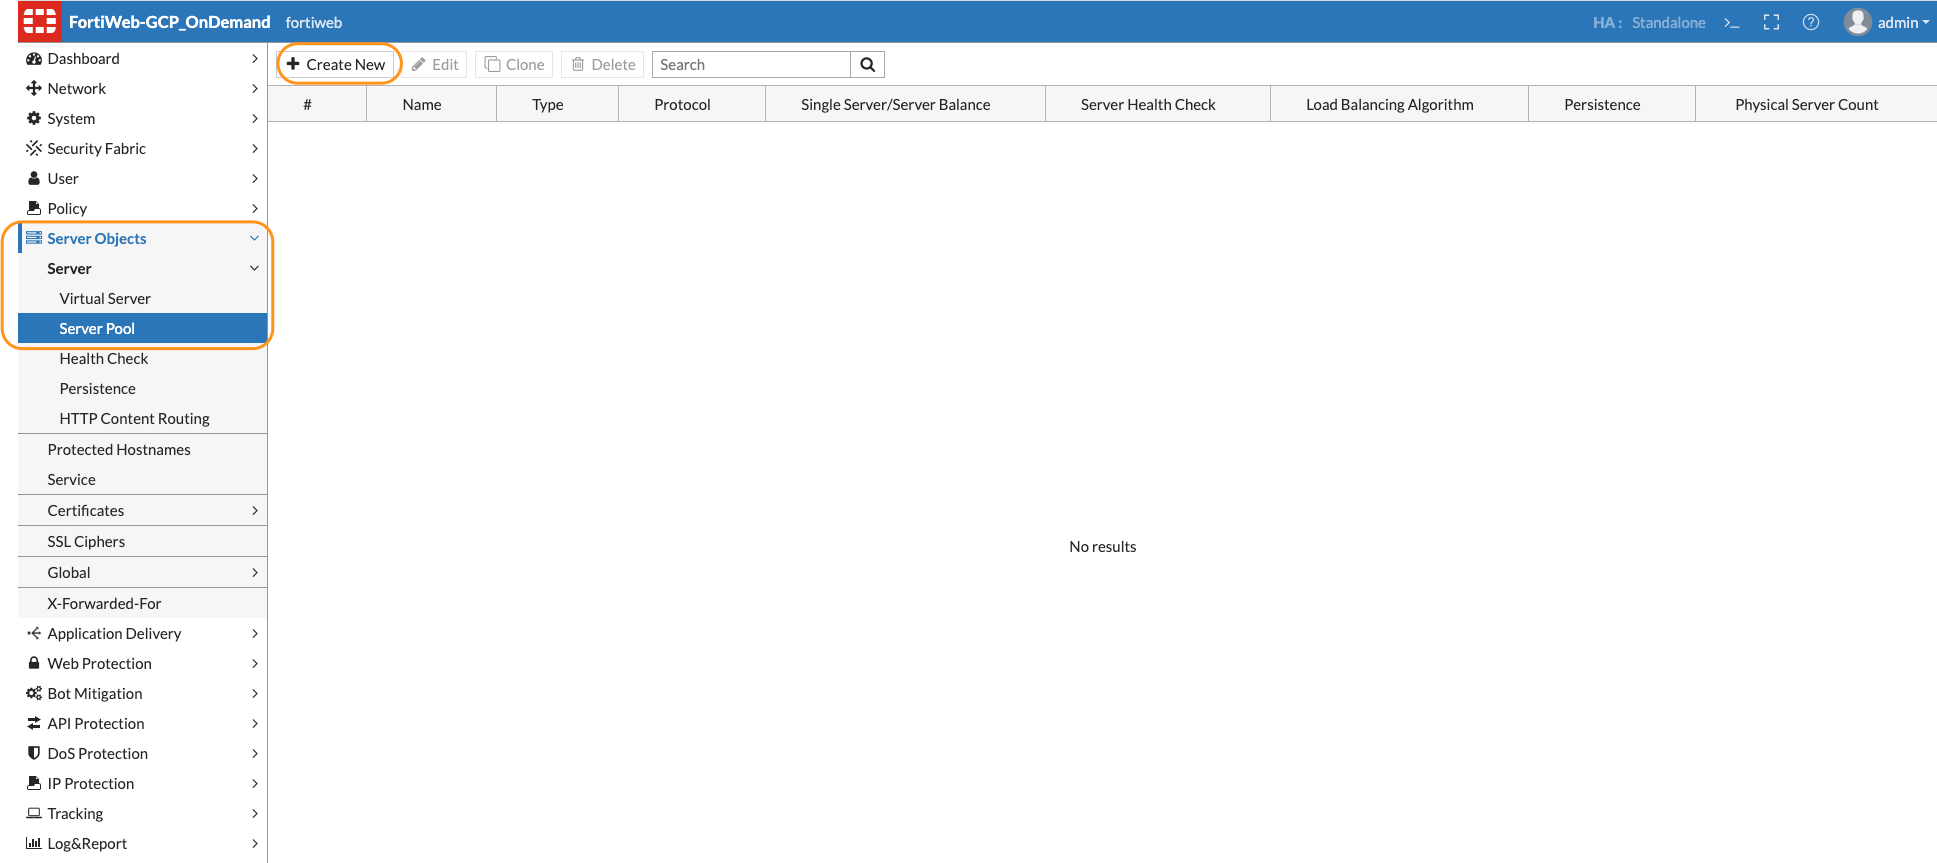 FortiWeb-GCP_OnDemand fortiweb HA: Standalone admin
Dashboard
Network
System
Security Fabric
User
Policy
Server Objects
Server
Virtual Server
Server Pool
Health Check
Persistence
HTTP Content Routing
Protected Hostnames
Service
Certificates
SSL Ciphers
Global
X-Forwarded-For
Application Delivery
Web Protection
Bot Mitigation
API Protection
DoS Protection
IP Protection
Tracking
Log&Report
+ Create New Edit Clone Delete Search
# Name Type Protocol Single Server/Server Balance Server Health Check Load Balancing Algorithm Persistence Physical Server Count
No results